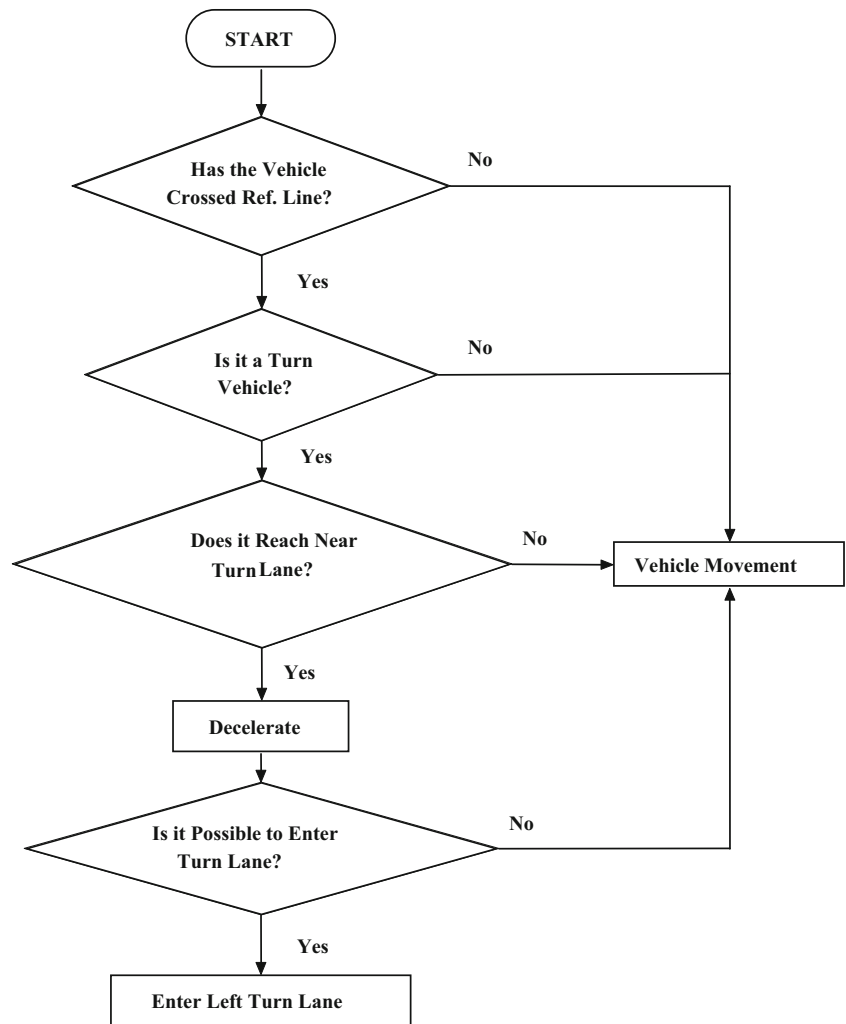 START
Has the Vehicle
Crossed Ref. Line?
No
Yes
Is it a Turn
Vehicle?
No
Yes
Does it Reach Near
Turn Lane?
No
Vehicle Movement
Yes
Decelerate
Is it Possible to Enter
Turn Lane?
No
Yes
Enter Left Turn Lane